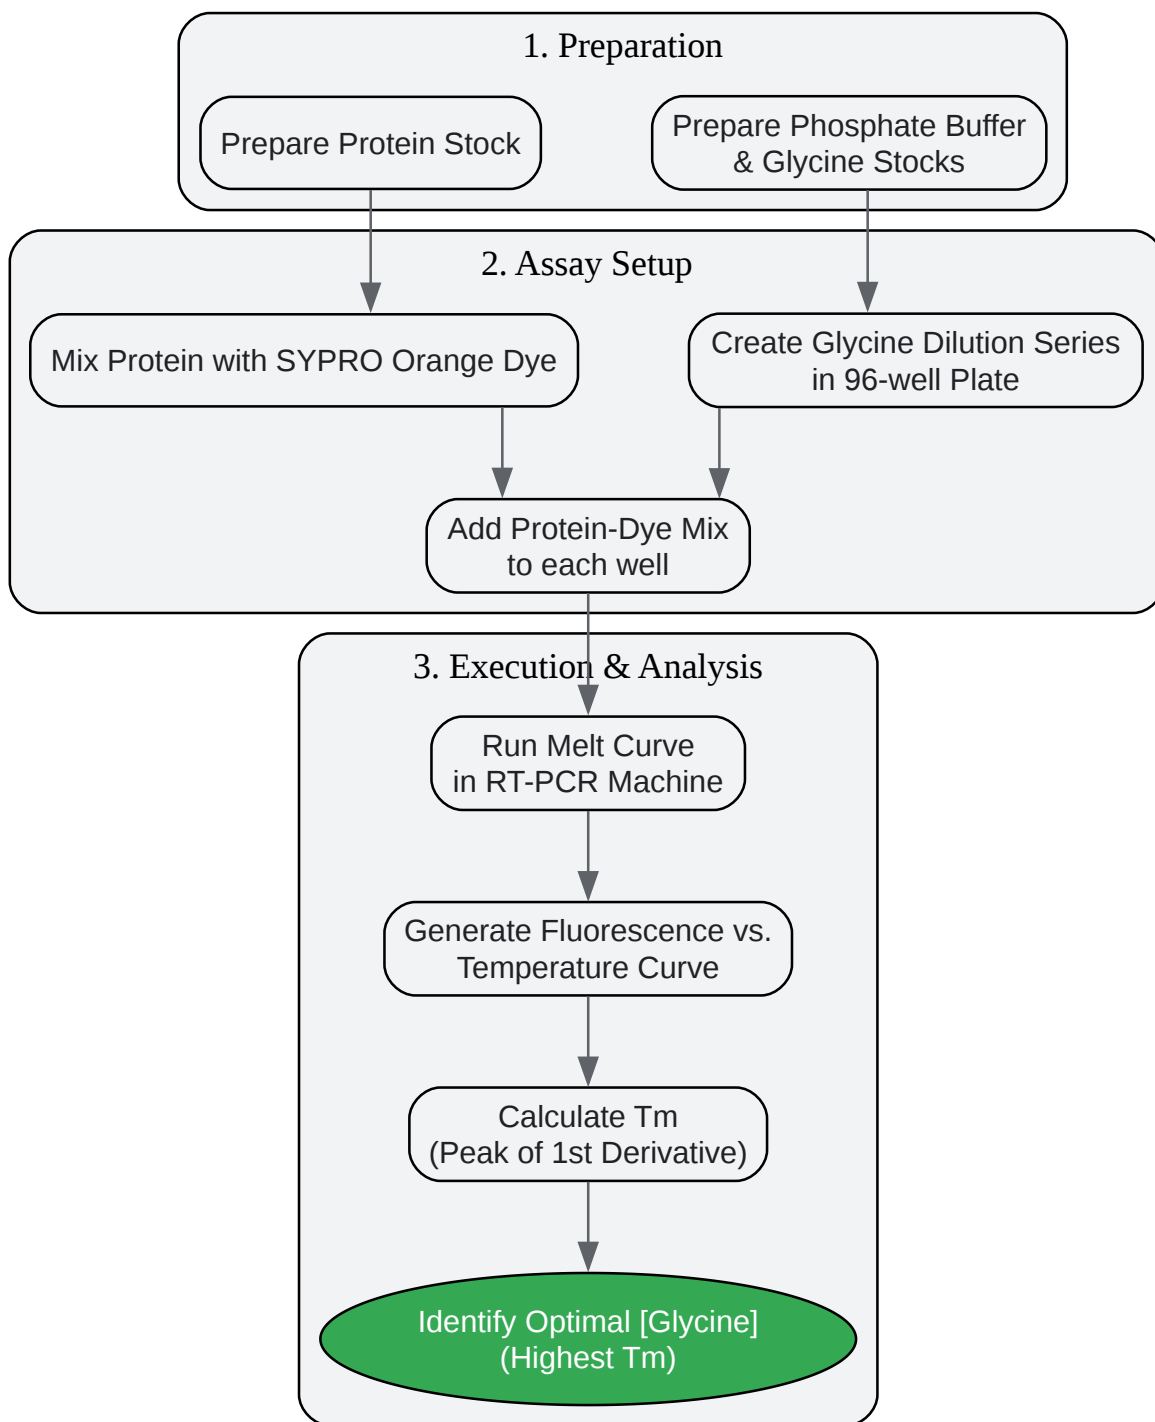 1. Preparation
Prepare Protein Stock
Prepare Phosphate Buffer
& Glycine Stocks
2. Assay Setup
Mix Protein with SYPRO Orange Dye
Create Glycine Dilution Series
in 96-well Plate
Add Protein-Dye Mix
to each well
3. Execution & Analysis
Run Melt Curve
in RT-PCR Machine
Generate Fluorescence vs.
Temperature Curve
Calculate Tm
(Peak of 1st Derivative)
Identify Optimal [Glycine]
(Highest Tm)